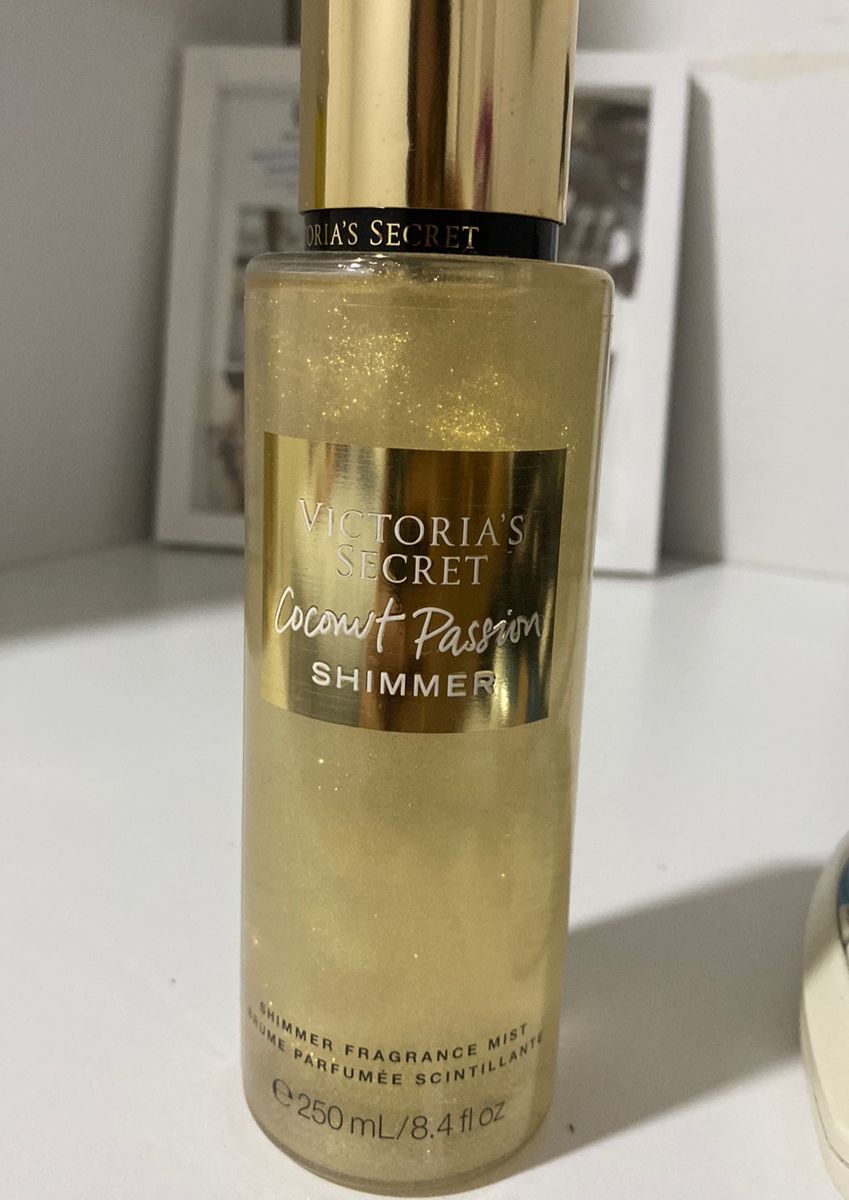 ORIA'S SECRET
VICTORIA'S
SECRET
Coconut Passion
SHIMMER
SHIMMER FRAGRANCE MIST
BRUME PARFUMÉE SCINTILLANTE
℮250 mL/8.4 fl oz